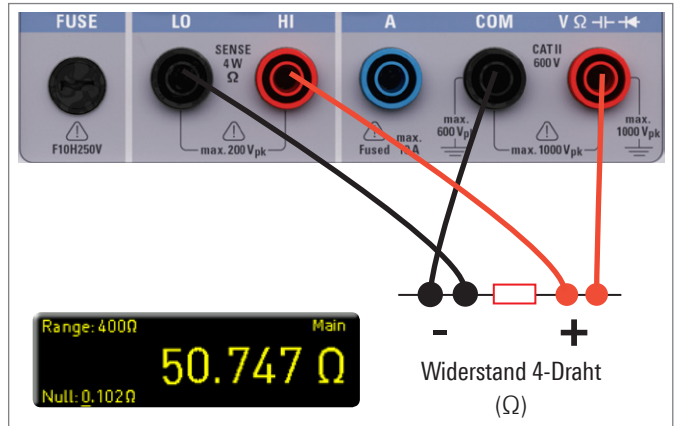 FUSE LO HI A COM V Ω ⊣⊢ ➔|
SENSE
4 W
Ω
CAT II
600 V
max.
600 Vpk
max.
1000 Vpk
F10H250V
max. 200 Vpk
max.
Fused 10A
max. 1000 Vpk
Range: 400Ω Main
50.747 Ω
Null: 0.102Ω
- +
Widerstand 4-Draht
(Ω)